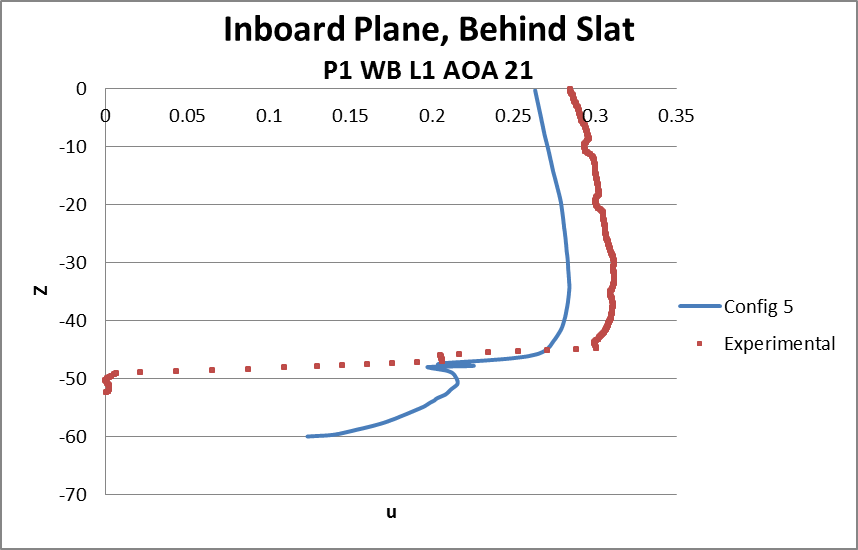 Inboard Plane, Behind Slat
P1 WB L1 AOA 21
0
0 0.05 0.1 0.15 0.2 0.25 0.3 0.35
-10
-20
-30
Z
Config 5
-40
Experimental
-50
-60
-70
u